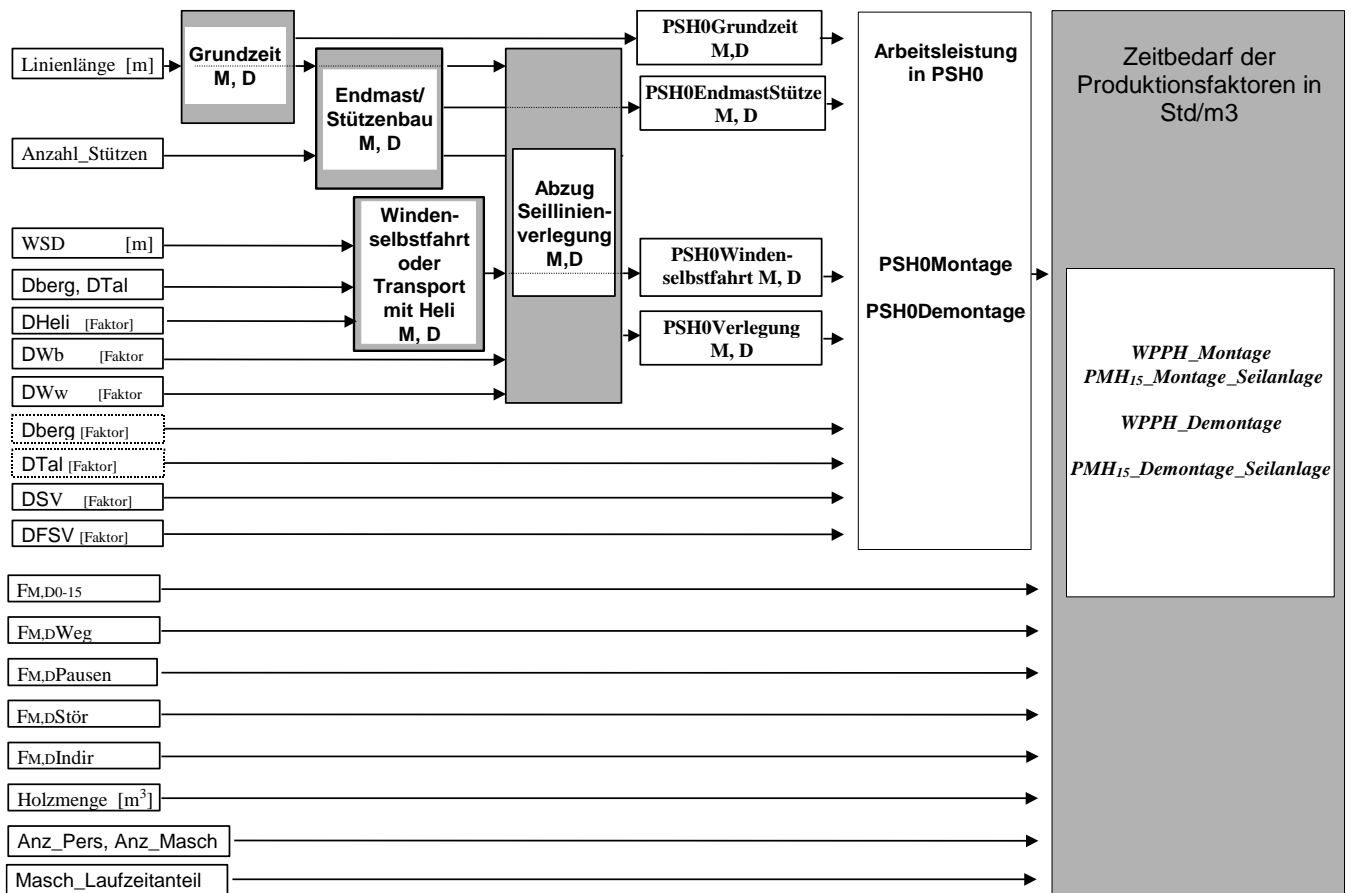 Linienlänge [m]
Anzahl_Stützen
WSD [m]
Dberg, DTal
DHeli [Faktor]
DWb [Faktor
DWw [Faktor
Dberg [Faktor]
DTal [Faktor]
DSV [Faktor]
DFSV [Faktor]
FM,D0-15
FM,DWeg
FM,DPausen
FM,DStör
FM,DIndir
Holzmenge [m³]
Anz_Pers, Anz_Masch
Masch_Laufzeitanteil
Grundzeit
M, D
Endmast/
Stützenbau
M, D
Winden-
selbstfahrt
oder
Transport
mit Heli
M, D
Abzug
Seillinien-
verlegung
M,D
PSH0Grundzeit
M,D
PSH0EndmastStütze
M, D
PSH0Winden-
selbstfahrt M, D
PSH0Verlegung
M, D
Arbeitsleistung
in PSH0
PSH0Montage
PSH0Demontage
Zeitbedarf der
Produktionsfaktoren in
Std/m3
WPPH_Montage
PMH15_Montage_Seilanlage
WPPH_Demontage
PMH15_Demontage_Seilanlage